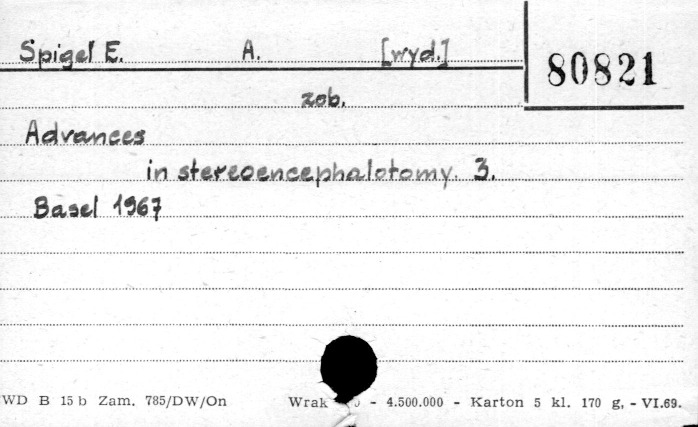 Spigel E. A. [wyd.]
80821
zob.
Advances
in stereoencephalotomy. 3.
Basel 1967
WD B 15 b Zam. 785/DW/On Wrak - 4.500.000 - Karton 5 kl. 170 g, - VI.69.